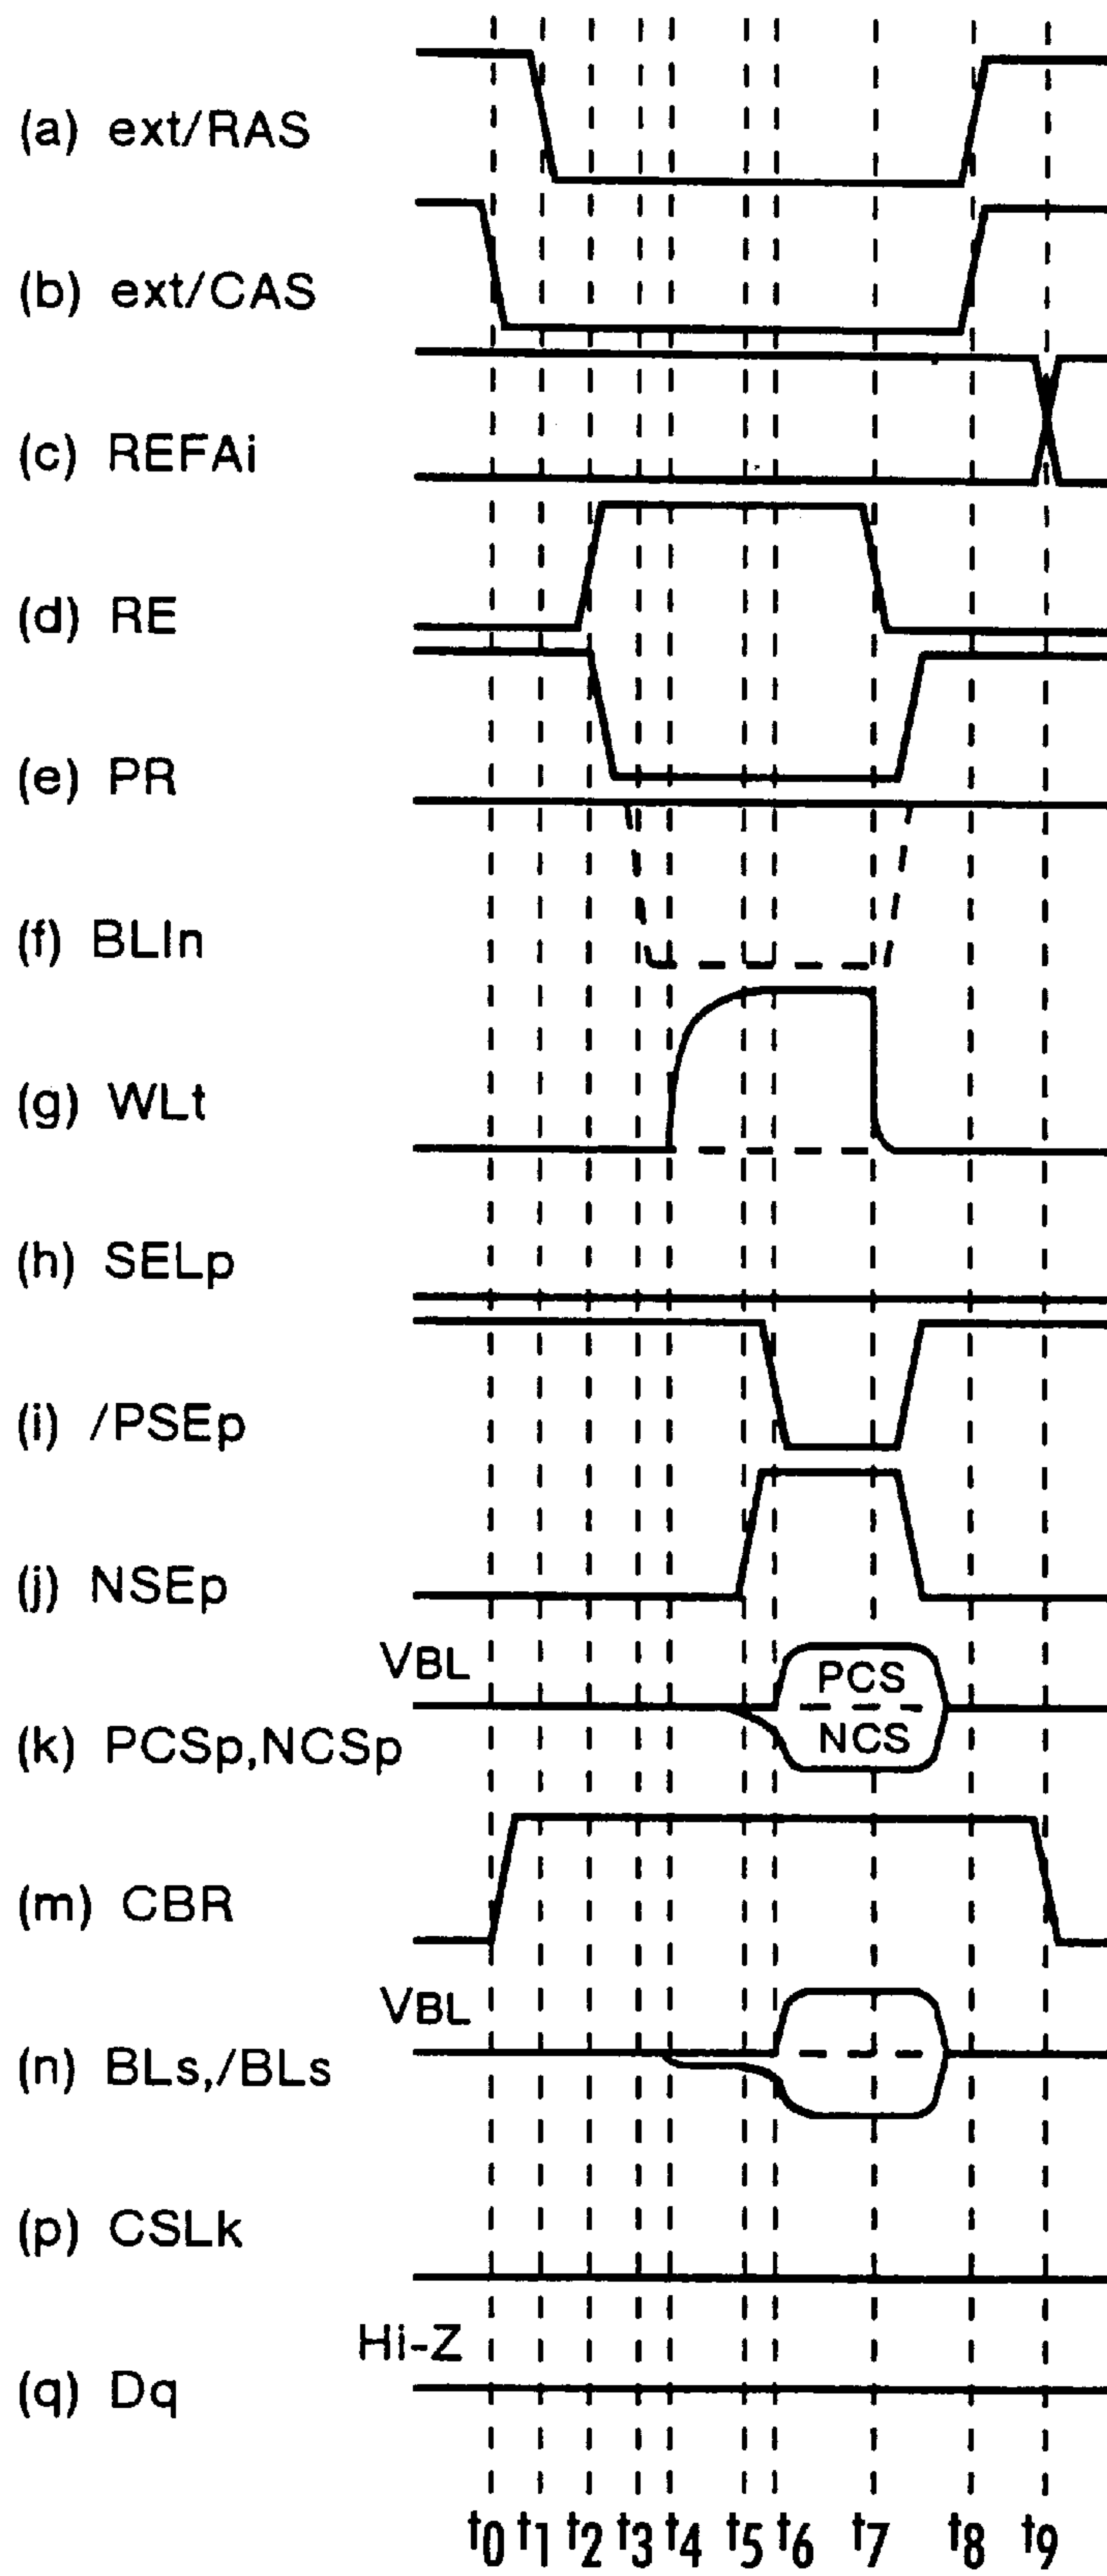 (a) ext/RAS
(b) ext/CAS
(c) REFAi
(d) RE
(e) PR
(f) BLIn
(g) WLt
(h) SELp
(i) /PSEp
(j) NSEp
VBL
PCS
NCS
(k) PCSp,NCSp
(m) CBR
VBL
(n) BLs,/BLs
(p) CSLk
Hi-Z
(q) Dq
t0 t1 t2 t3 t4 t5 t6 t7 t8 t9